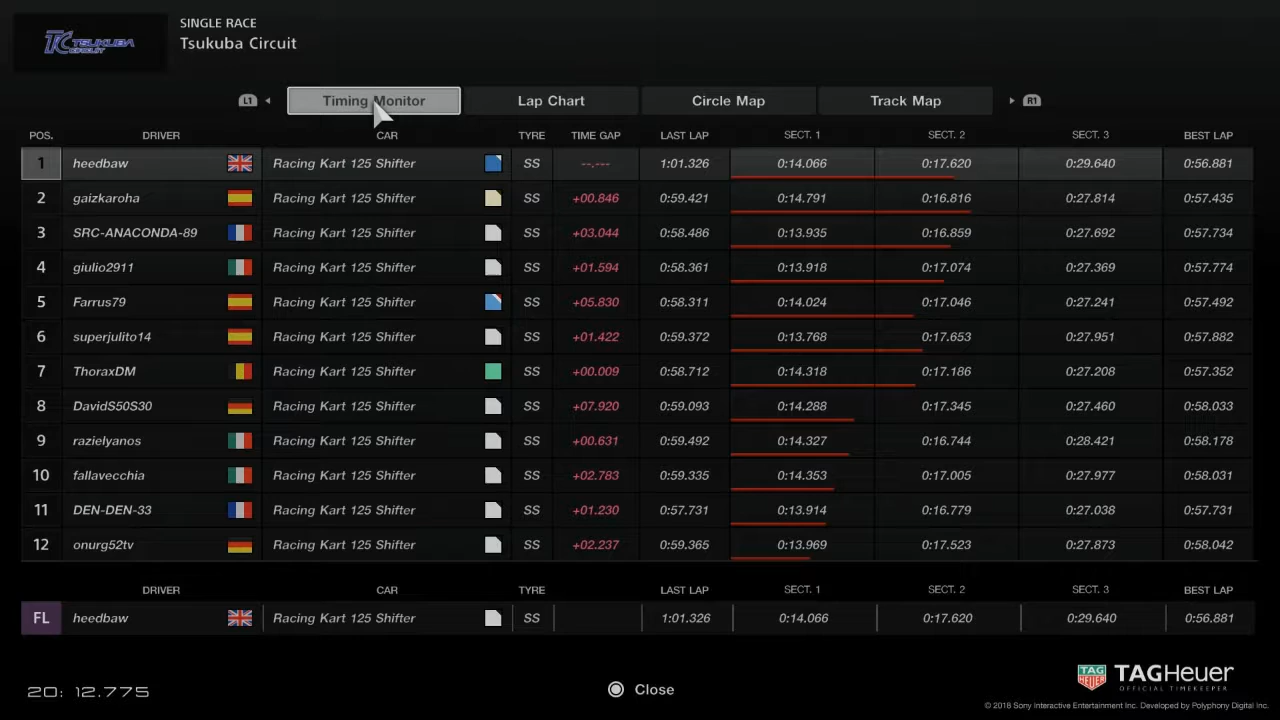 TC TSUKUBA CIRCUIT
SINGLE RACE
Tsukuba Circuit
L1 Timing Monitor Lap Chart Circle Map Track Map R1
POS. DRIVER CAR TYRE TIME GAP LAST LAP SECT. 1 SECT. 2 SECT. 3 BEST LAP
1 heedbaw Racing Kart 125 Shifter SS --.--- 1:01.326 0:14.066 0:17.620 0:29.640 0:56.881
2 gaizkaroha Racing Kart 125 Shifter SS +00.846 0:59.421 0:14.791 0:16.816 0:27.814 0:57.435
3 SRC-ANACONDA-89 Racing Kart 125 Shifter SS +03.044 0:58.486 0:13.935 0:16.859 0:27.692 0:57.734
4 giulio2911 Racing Kart 125 Shifter SS +01.594 0:58.361 0:13.918 0:17.074 0:27.369 0:57.774
5 Farrus79 Racing Kart 125 Shifter SS +05.830 0:58.311 0:14.024 0:17.046 0:27.241 0:57.492
6 superjulito14 Racing Kart 125 Shifter SS +01.422 0:59.372 0:13.768 0:17.653 0:27.951 0:57.882
7 ThoraxDM Racing Kart 125 Shifter SS +00.009 0:58.712 0:14.318 0:17.186 0:27.208 0:57.352
8 DavidS50S30 Racing Kart 125 Shifter SS +07.920 0:59.093 0:14.288 0:17.345 0:27.460 0:58.033
9 razielyanos Racing Kart 125 Shifter SS +00.631 0:59.492 0:14.327 0:16.744 0:28.421 0:58.178
10 fallavecchia Racing Kart 125 Shifter SS +02.783 0:59.335 0:14.353 0:17.005 0:27.977 0:58.031
11 DEN-DEN-33 Racing Kart 125 Shifter SS +01.230 0:57.731 0:13.914 0:16.779 0:27.038 0:57.731
12 onurg52tv Racing Kart 125 Shifter SS +02.237 0:59.365 0:13.969 0:17.523 0:27.873 0:58.042
DRIVER CAR TYRE LAST LAP SECT. 1 SECT. 2 SECT. 3 BEST LAP
FL heedbaw Racing Kart 125 Shifter SS 1:01.326 0:14.066 0:17.620 0:29.640 0:56.881
20: 12.775
Close
TAG HEUER TAGHeuer
OFFICIAL TIMEKEEPER
© 2018 Sony Interactive Entertainment Inc. Developed by Polyphony Digital Inc.